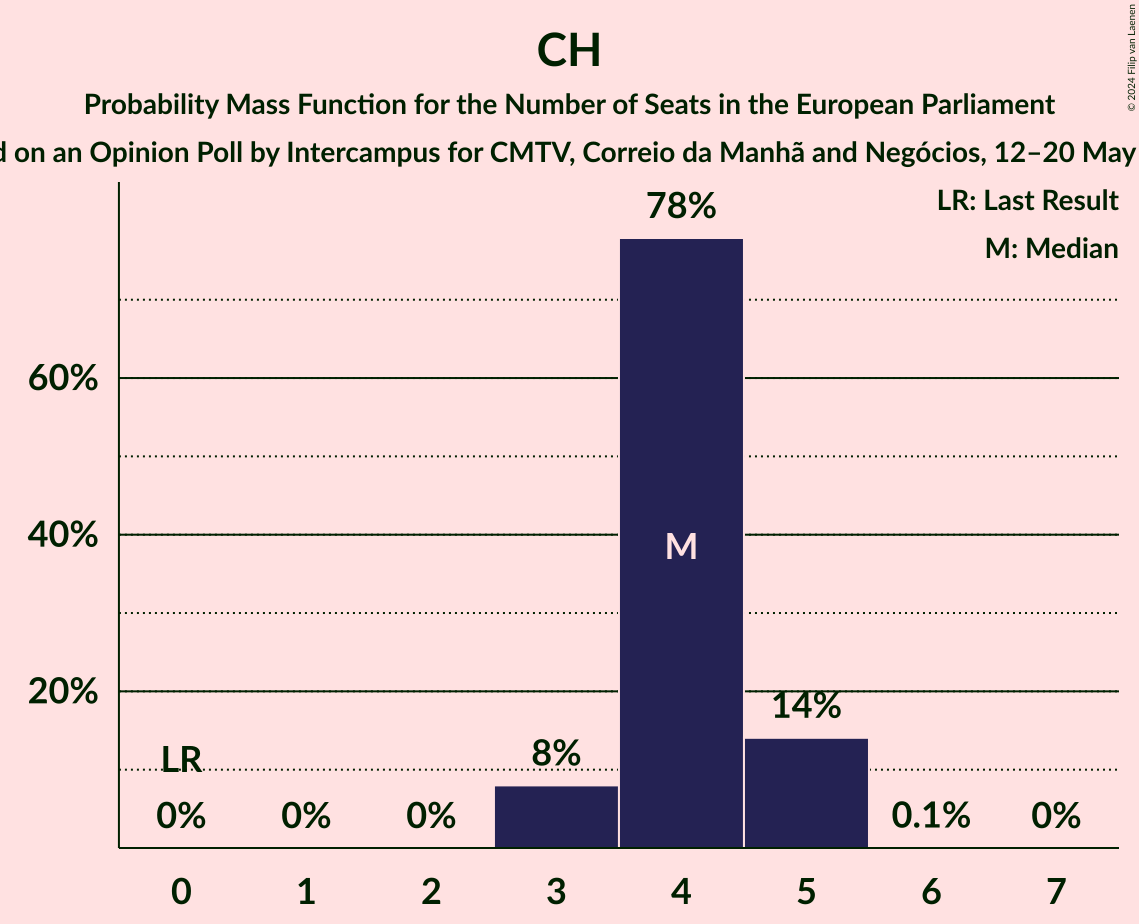 CH
Probability Mass Function for the Number of Seats in the European Parliament
on an Opinion Poll by Intercampus for CMTV, Correio da Manhã and Negócios, 12–20 May
© 2024 Filip van Laenen
LR: Last Result
M: Median
78%
60%
40%
M
20%
14%
LR
8%
0% 0% 0% 0.1% 0%
0 1 2 3 4 5 6 7